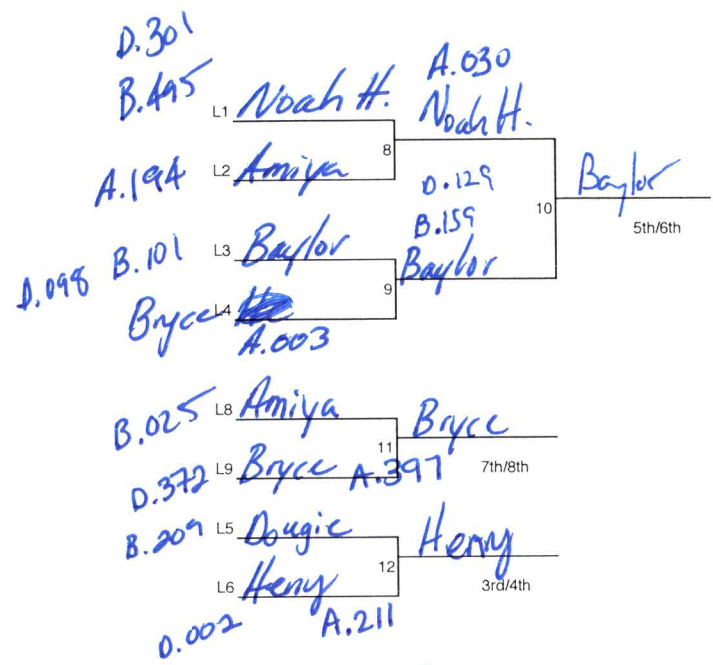 D.301
B.495
L1 Noah H.
A.030
Noah H.
8
A.194
L2 Amiya
D.129
B.159
10
Baylor
5th/6th
D.098
B.101
L3 Baylor
Baylor
9
Bryce
L4
A.003
B.025
L8 Amiya
Bryce
11
7th/8th
D.372
L9 Bryce
A.397
B.209
L5 Dougie
Henry
12
3rd/4th
L6 Henry
D.002
A.211